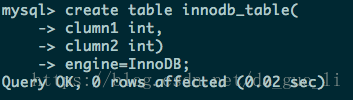 mysql> create table innodb_table(
    -> clumn1 int,
    -> clumn2 int)
    -> engine=InnoDB;
Query OK, 0 rows affected (0.02 sec)